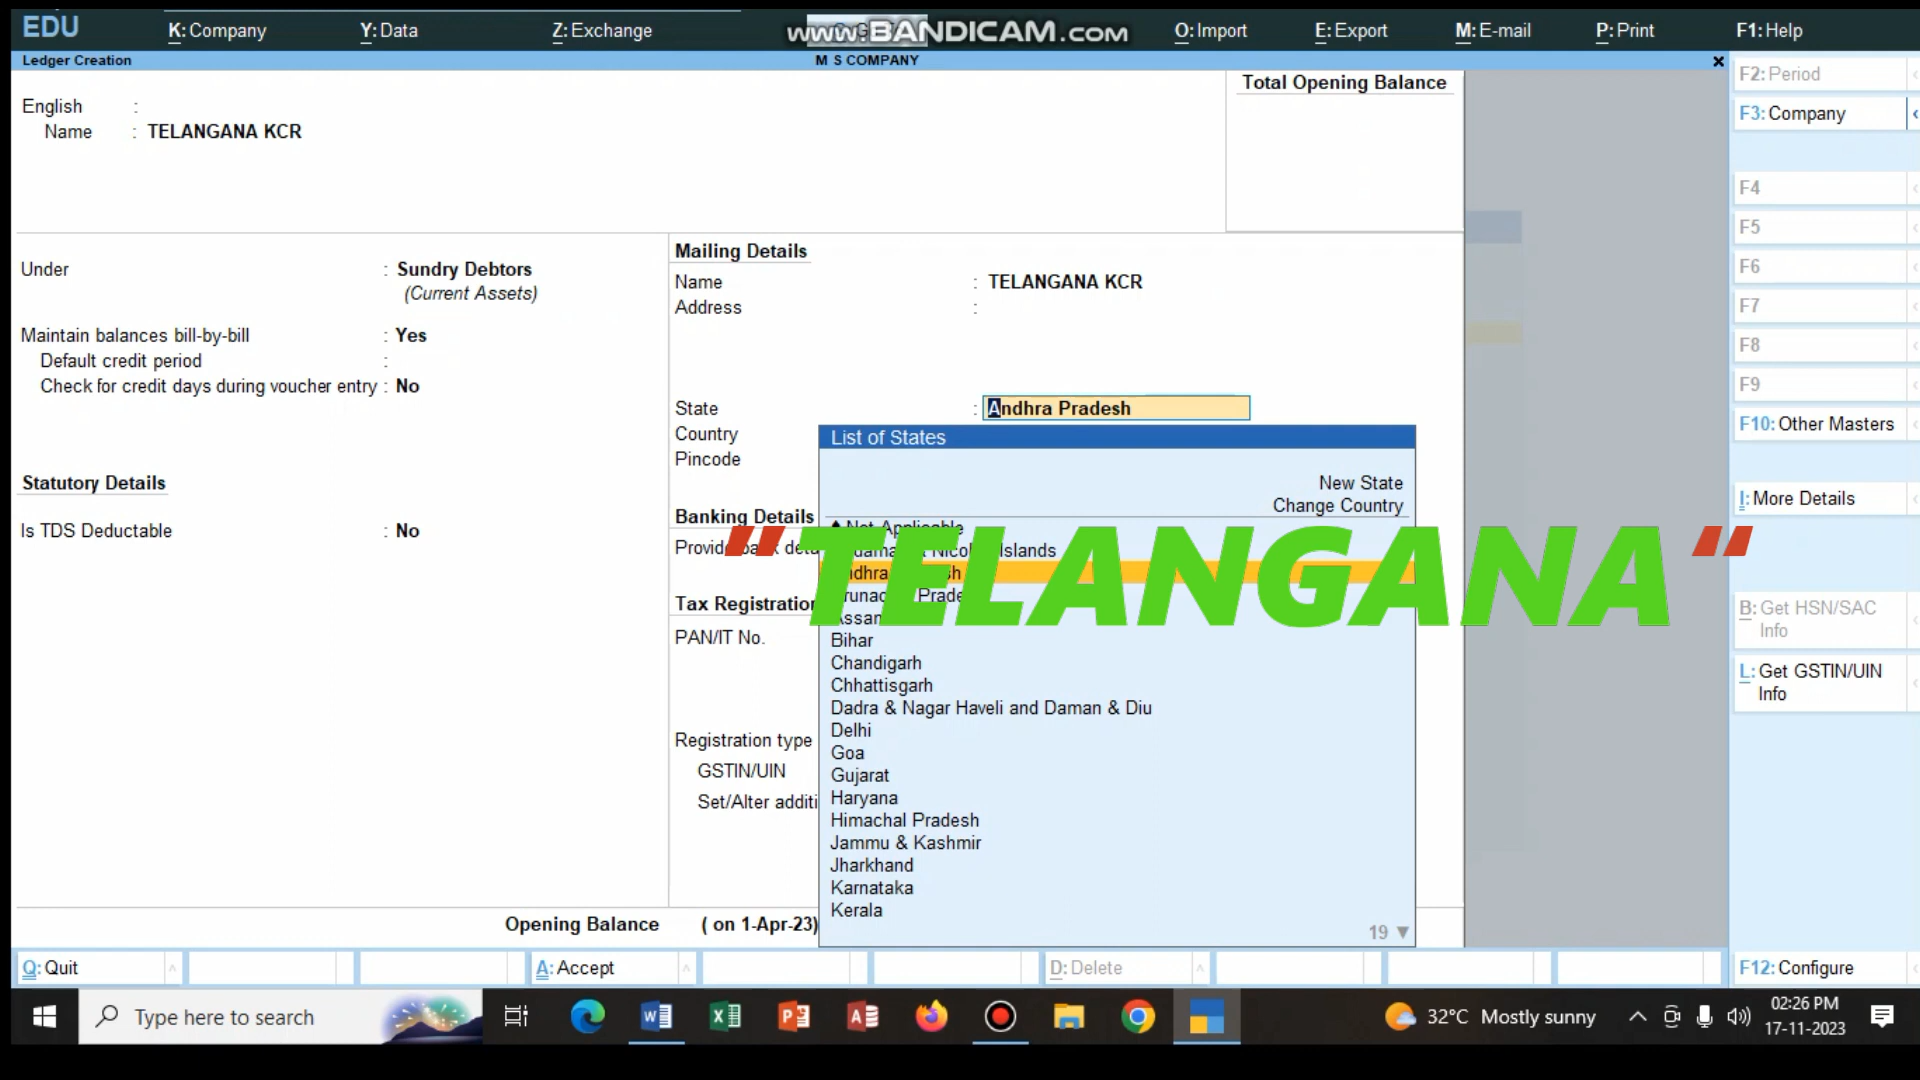 EDU
K: Company
Y: Data
Z: Exchange
www.BANDICAM.com
O: Import
E: Export
M: E-mail
P: Print
F1: Help
Ledger Creation
M S COMPANY
English :
Name : TELANGANA KCR
Total Opening Balance
Under : Sundry Debtors
(Current Assets)
Maintain balances bill-by-bill : Yes
Default credit period :
Check for credit days during voucher entry : No
Statutory Details
Is TDS Deductable : No
Mailing Details
Name : TELANGANA KCR
Address :
State : Andhra Pradesh
Country
Pincode
Banking Details
Tax Registration
PAN/IT No.
Registration type
GSTIN/UIN
Set/Alter additi
List of States
New State
Change Country
Not Applicable
Islands
"TELANGANA"
Bihar
Chandigarh
Chhattisgarh
Dadra & Nagar Haveli and Daman & Diu
Delhi
Goa
Gujarat
Haryana
Himachal Pradesh
Jammu & Kashmir
Jharkhand
Karnataka
Kerala
19 ▼
Opening Balance ( on 1-Apr-23)
F2: Period
F3: Company
F4
F5
F6
F7
F8
F9
F10: Other Masters
I: More Details
B: Get HSN/SAC
Info
L: Get GSTIN/UIN
Info
F12: Configure
Q: Quit
A: Accept
D: Delete
Type here to search
32°C Mostly sunny
02:26 PM
17-11-2023